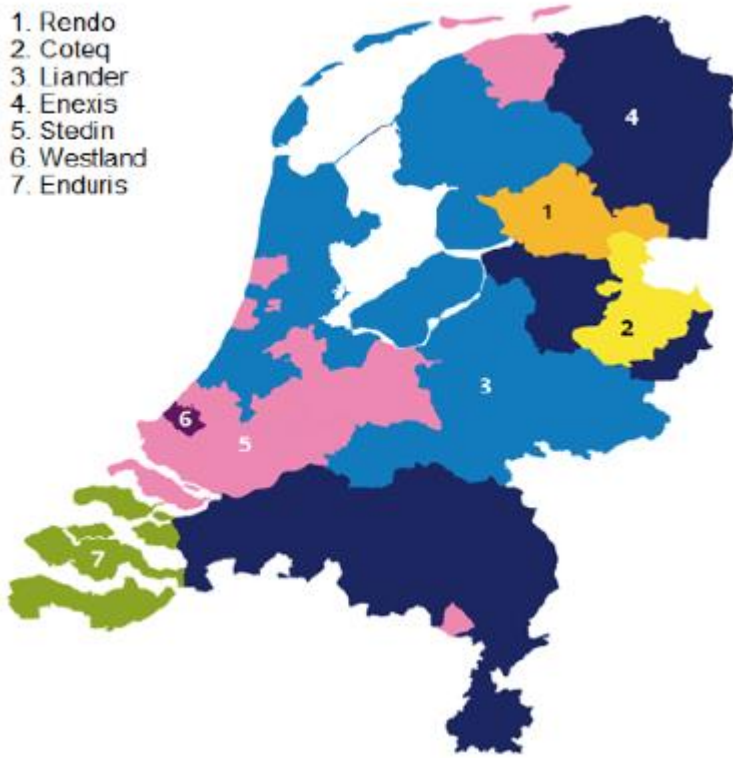 1. Rendo
2. Coteq
3. Liander
4. Enexis
5. Stedin
6. Westland
7. Enduris
4
1
2
3
6
5
7